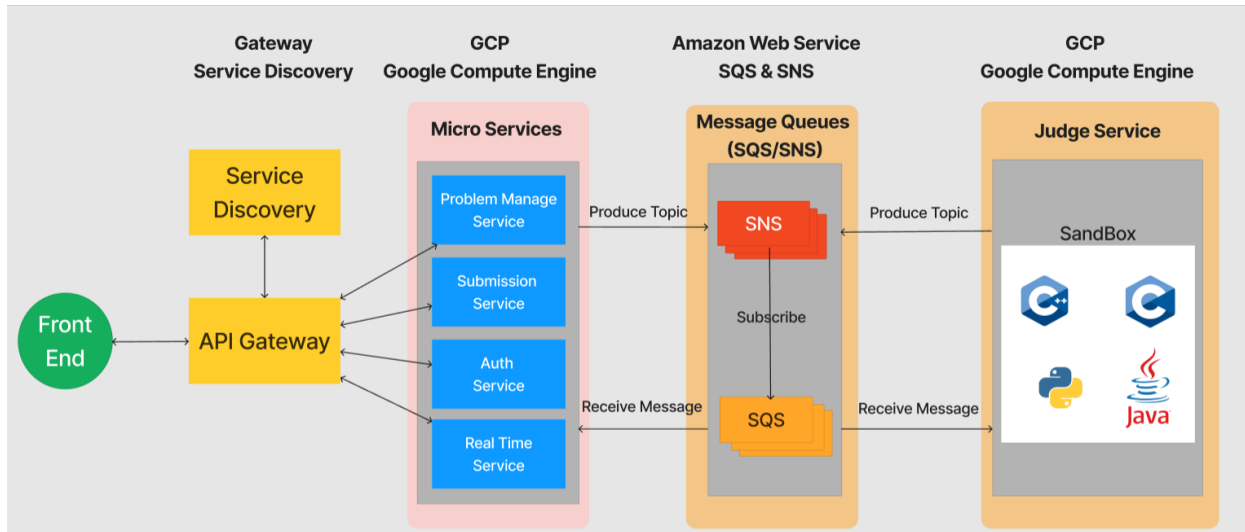 Gateway
Service Discovery
GCP
Google Compute Engine
Amazon Web Service
SQS & SNS
GCP
Google Compute Engine
Micro Services
Message Queues
(SQS/SNS)
Judge Service
Service
Discovery
Problem Manage
Service
Produce Topic
SNS
Produce Topic
SandBox
Submission
Service
C++
C
Front
End
API Gateway
Subscribe
Auth
Service
Receive Message
SQS
Receive Message
Java
Real Time
Service